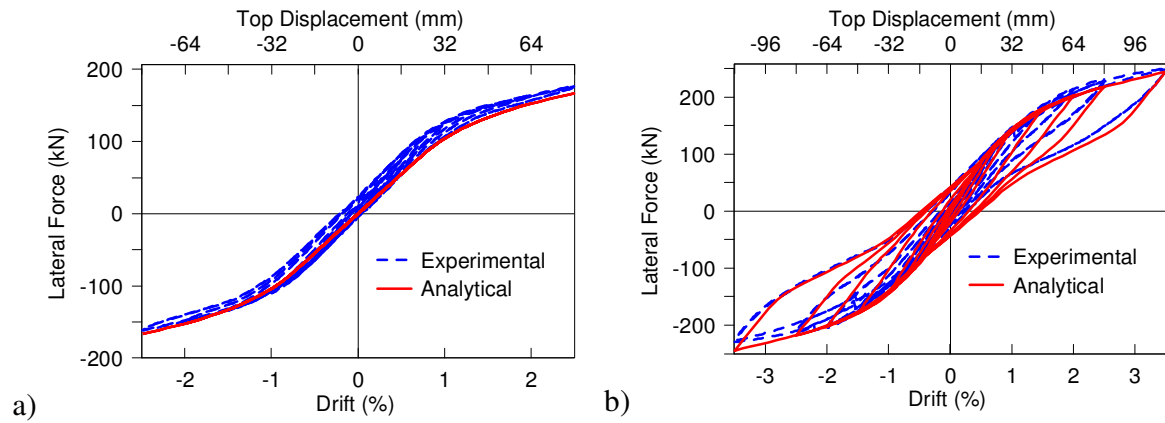 Top Displacement (mm)
-64 -32 0 32 64
200
100
0
-100
-200
Lateral Force (kN)
Experimental
Analytical
-2 -1 0 1 2
Drift (%)
a)
Top Displacement (mm)
-96 -64 -32 0 32 64 96
200
100
0
-100
-200
Lateral Force (kN)
Experimental
Analytical
-3 -2 -1 0 1 2 3
Drift (%)
b)